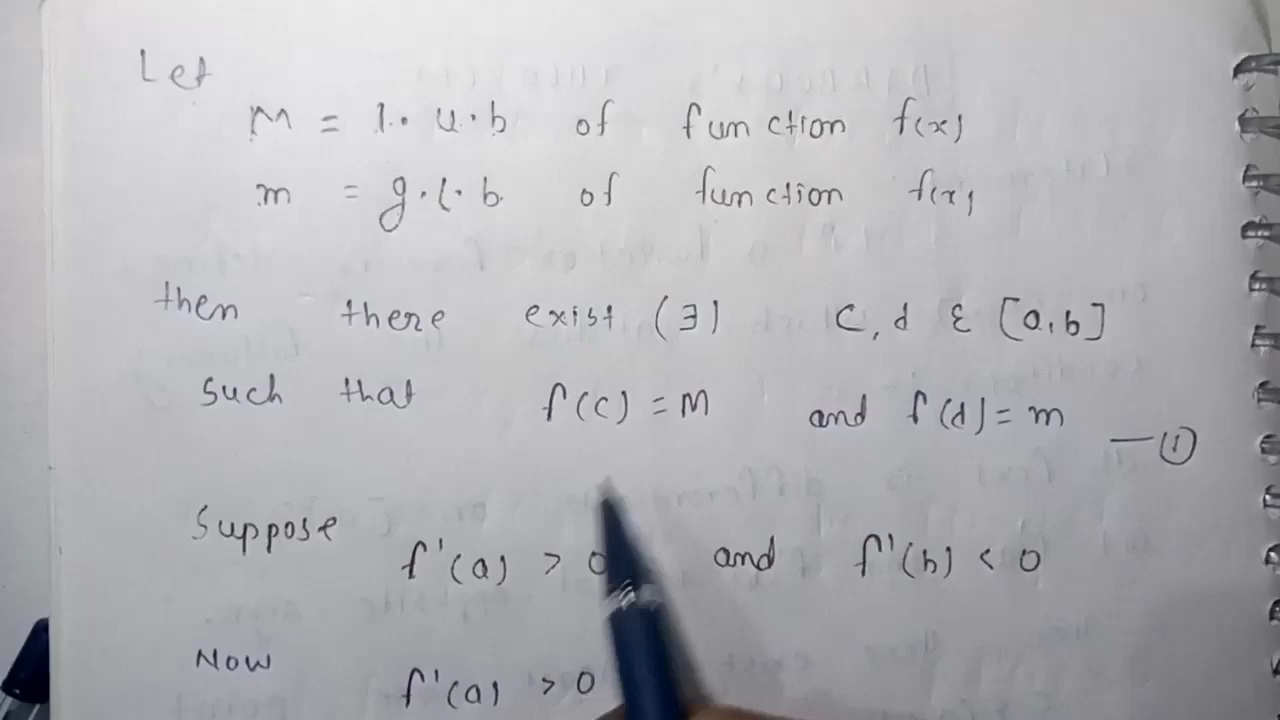 Let
M = l.u.b of function f(x)
m = g.l.b of function f(x)
then there exist (∃) c, d ε [a,b]
such that f(c) = M and f(d) = m —①
Suppose f'(a) > 0 and f'(b) < 0
Now f'(a) > 0